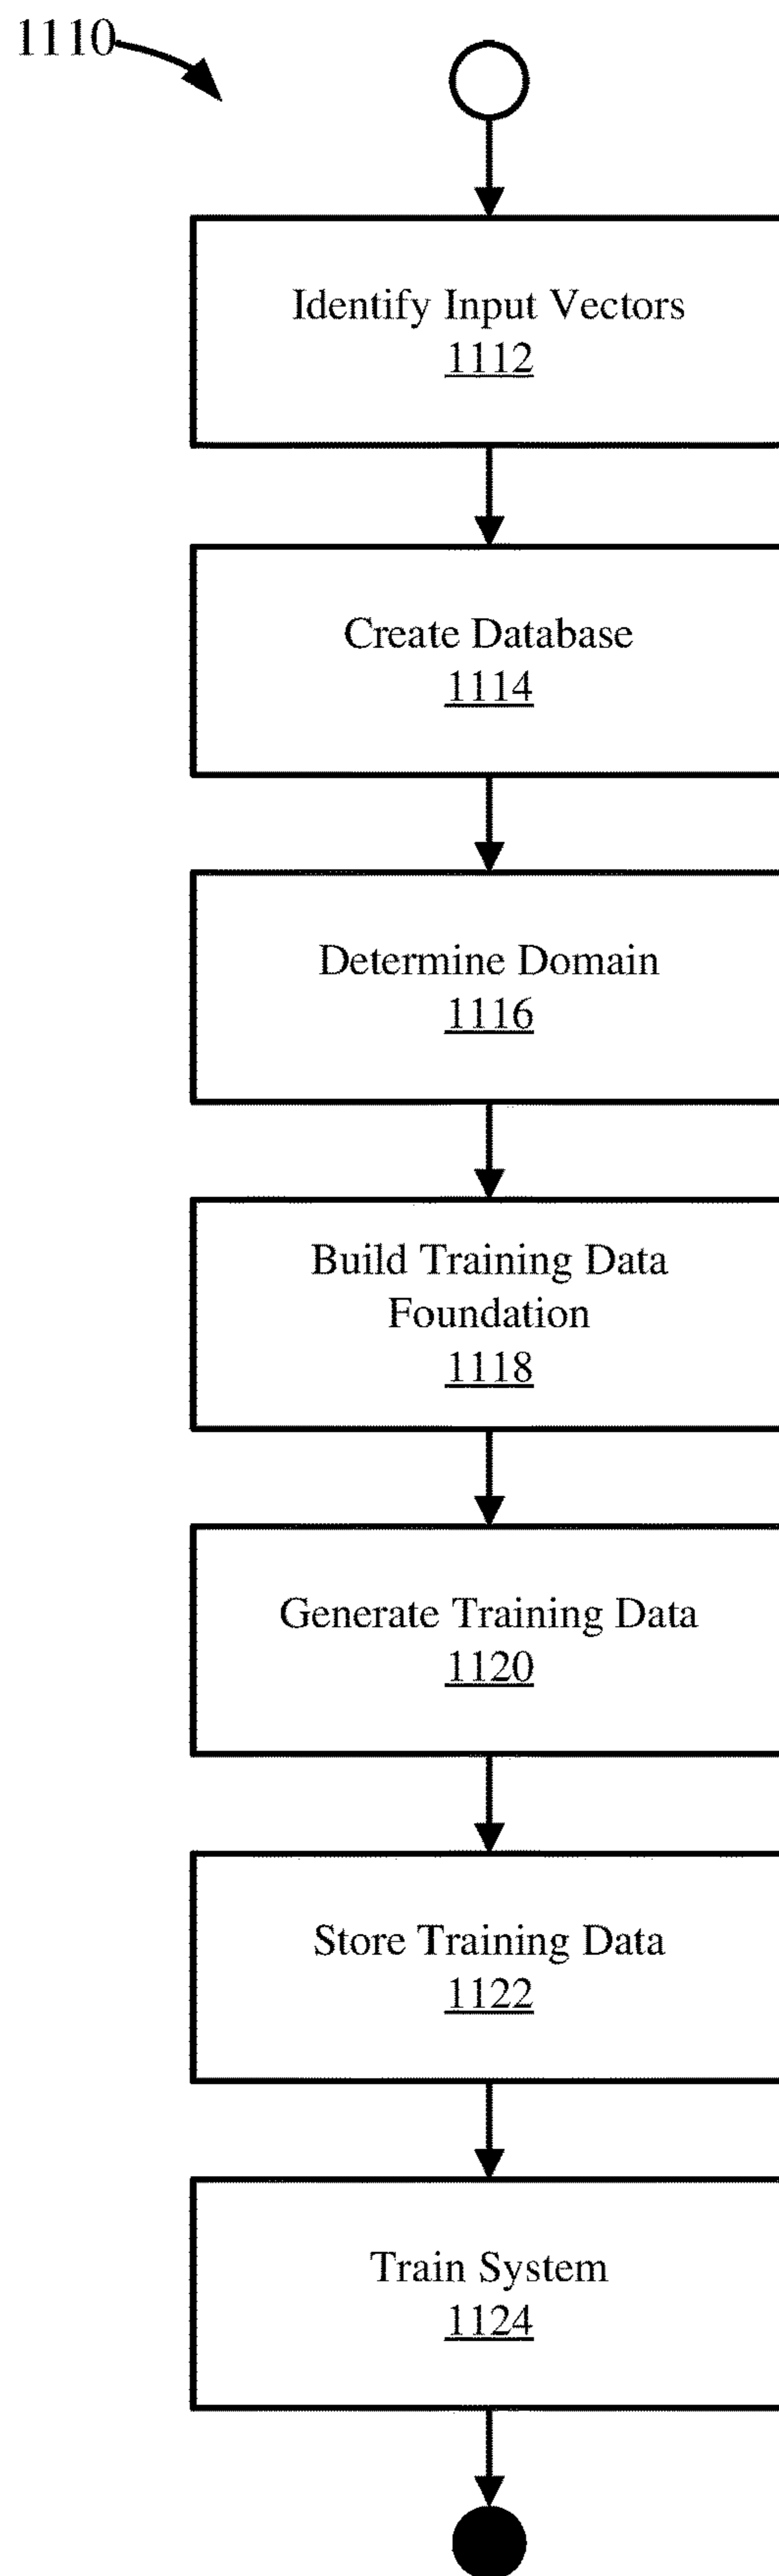 1110
Identify Input Vectors
1112
Create Database
1114
Determine Domain
1116
Build Training Data
Foundation
1118
Generate Training Data
1120
Store Training Data
1122
Train System
1124